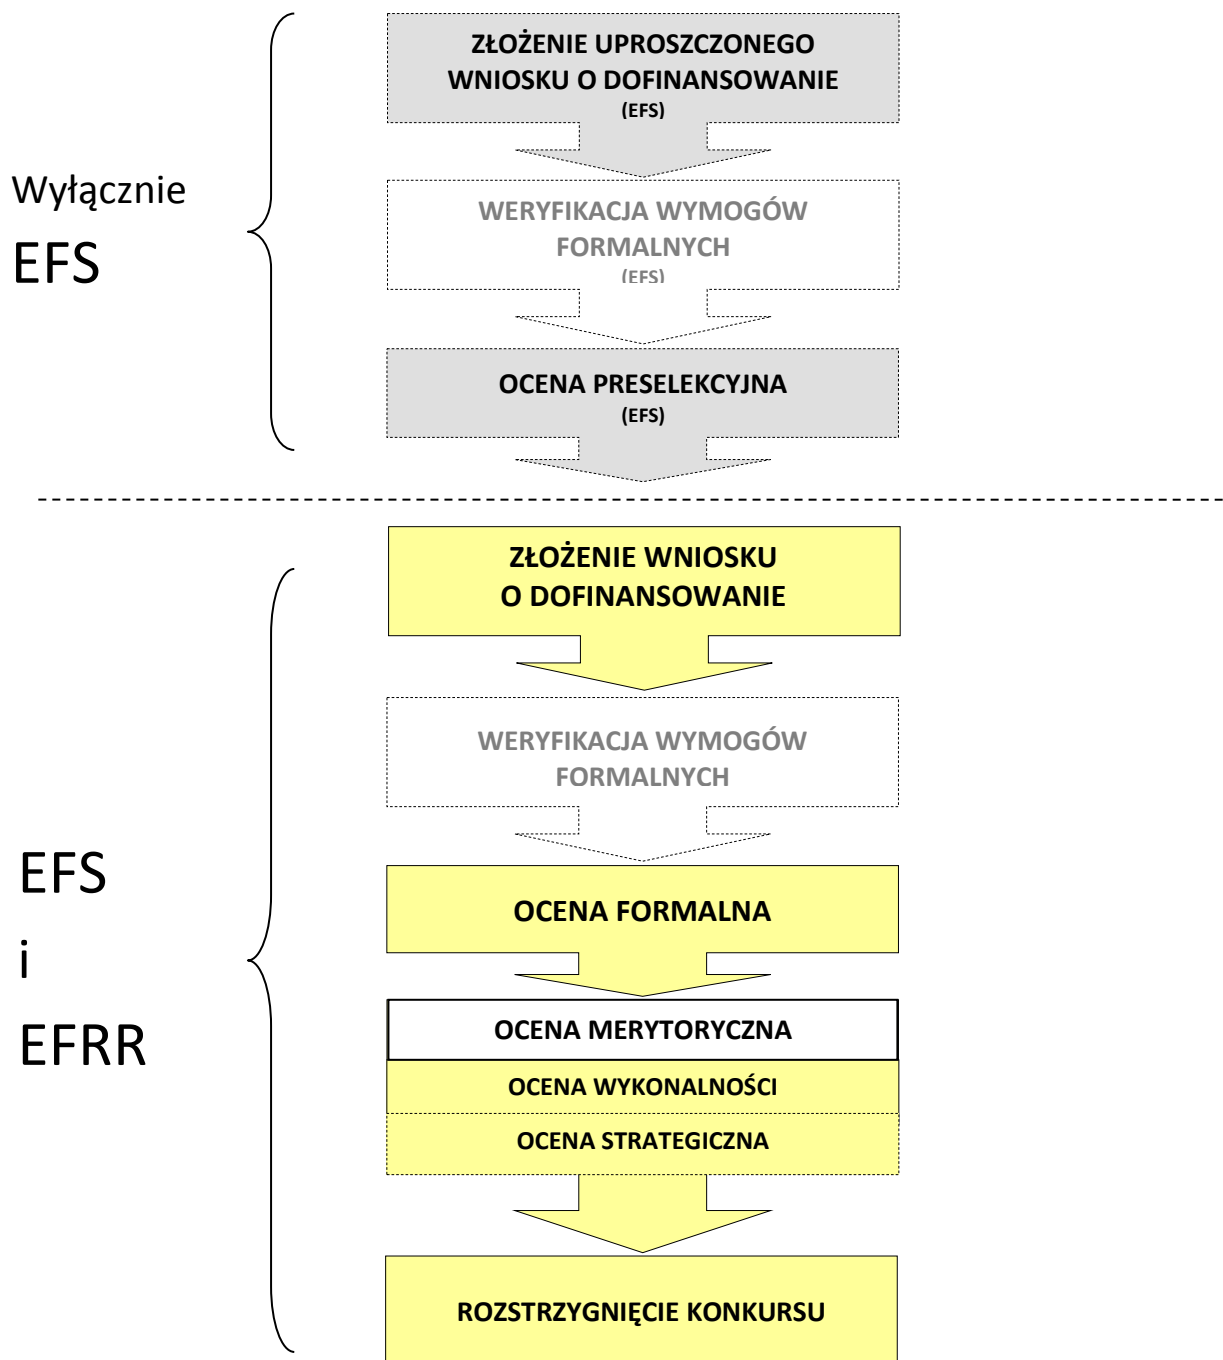 ZŁOŻENIE UPROSZCZONEGO
WNIOSKU O DOFINANSOWANIE
(EFS)
Wyłącznie
EFS
WERYFIKACJA WYMOGÓW
FORMALNYCH
(EFS)
OCENA PRESELEKCYJNA
(EFS)
ZŁOŻENIE WNIOSKU
O DOFINANSOWANIE
WERYFIKACJA WYMOGÓW
FORMALNYCH
EFS
i
EFRR
OCENA FORMALNA
OCENA MERYTORYCZNA
OCENA WYKONALNOŚCI
OCENA STRATEGICZNA
ROZSTRZYGNIĘCIE KONKURSU